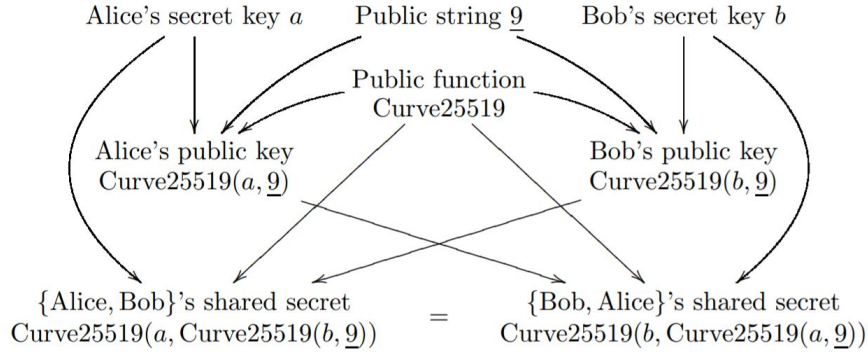 Alice's secret key a
Public string 9
Bob's secret key b
Public function
Curve25519
Alice's public key
Curve25519(a, 9)
Bob's public key
Curve25519(b, 9)
{Alice, Bob}'s shared secret
Curve25519(a, Curve25519(b, 9))
=
{Bob, Alice}'s shared secret
Curve25519(b, Curve25519(a, 9))